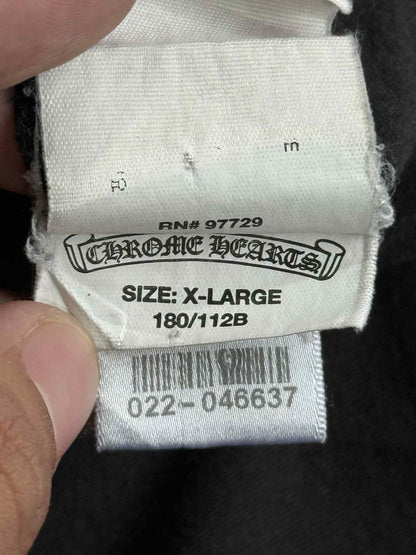 RN# 97729
CHROME HEARTS
SIZE: X-LARGE
180/112B
022-046637